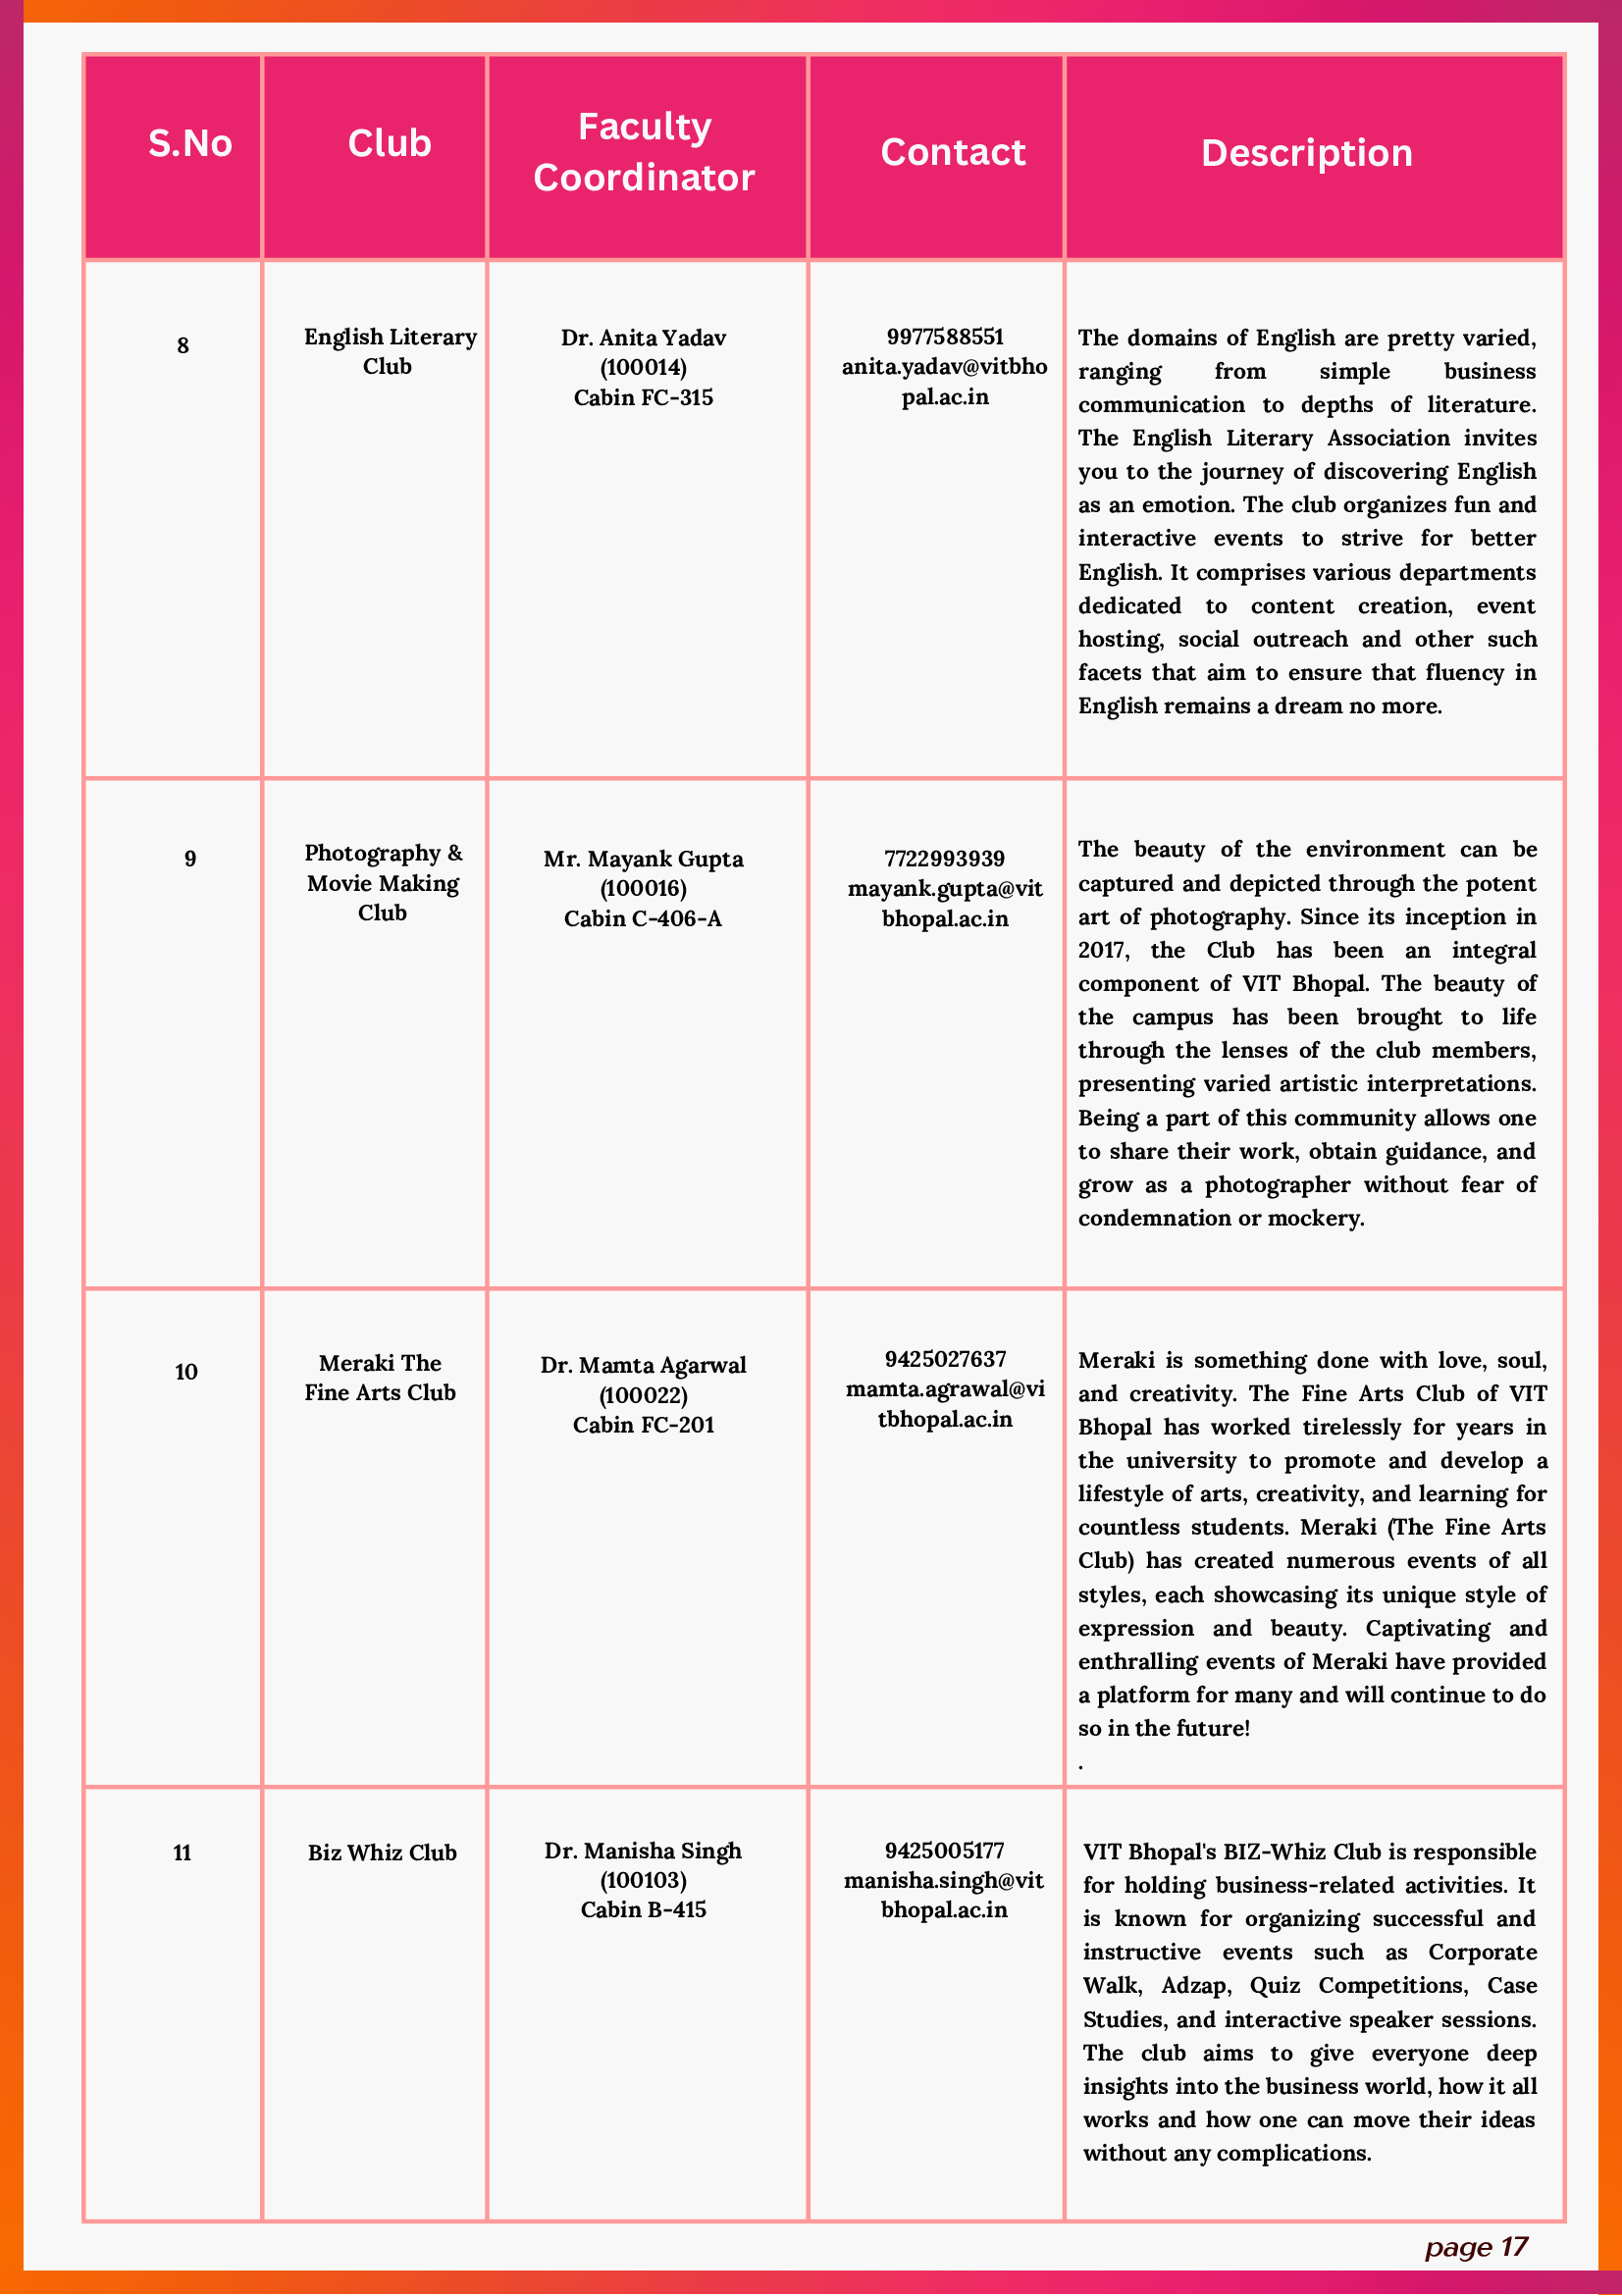 S.No
Club
Faculty
Coordinator
Contact
Description
8
English Literary
Club
Dr. Anita Yadav
(100014)
Cabin FC-315
9977588551
anita.yadav@vitbho
pal.ac.in
The domains of English are pretty varied,
ranging from simple business
communication to depths of literature.
The English Literary Association invites
you to the journey of discovering English
as an emotion. The club organizes fun and
interactive events to strive for better
English. It comprises various departments
dedicated to content creation, event
hosting, social outreach and other such
facets that aim to ensure that fluency in
English remains a dream no more.
9
Photography &
Movie Making
Club
Mr. Mayank Gupta
(100016)
Cabin C-406-A
7722993939
mayank.gupta@vit
bhopal.ac.in
The beauty of the environment can be
captured and depicted through the potent
art of photography. Since its inception in
2017, the Club has been an integral
component of VIT Bhopal. The beauty of
the campus has been brought to life
through the lenses of the club members,
presenting varied artistic interpretations.
Being a part of this community allows one
to share their work, obtain guidance, and
grow as a photographer without fear of
condemnation or mockery.
10
Meraki The
Fine Arts Club
Dr. Mamta Agarwal
(100022)
Cabin FC-201
9425027637
mamta.agrawal@vi
tbhopal.ac.in
Meraki is something done with love, soul,
and creativity. The Fine Arts Club of VIT
Bhopal has worked tirelessly for years in
the university to promote and develop a
lifestyle of arts, creativity, and learning for
countless students. Meraki (The Fine Arts
Club) has created numerous events of all
styles, each showcasing its unique style of
expression and beauty. Captivating and
enthralling events of Meraki have provided
a platform for many and will continue to do
so in the future!
.
11
Biz Whiz Club
Dr. Manisha Singh
(100103)
Cabin B-415
9425005177
manisha.singh@vit
bhopal.ac.in
VIT Bhopal's BIZ-Whiz Club is responsible
for holding business-related activities. It
is known for organizing successful and
instructive events such as Corporate
Walk, Adzap, Quiz Competitions, Case
Studies, and interactive speaker sessions.
The club aims to give everyone deep
insights into the business world, how it all
works and how one can move their ideas
without any complications.
page 17